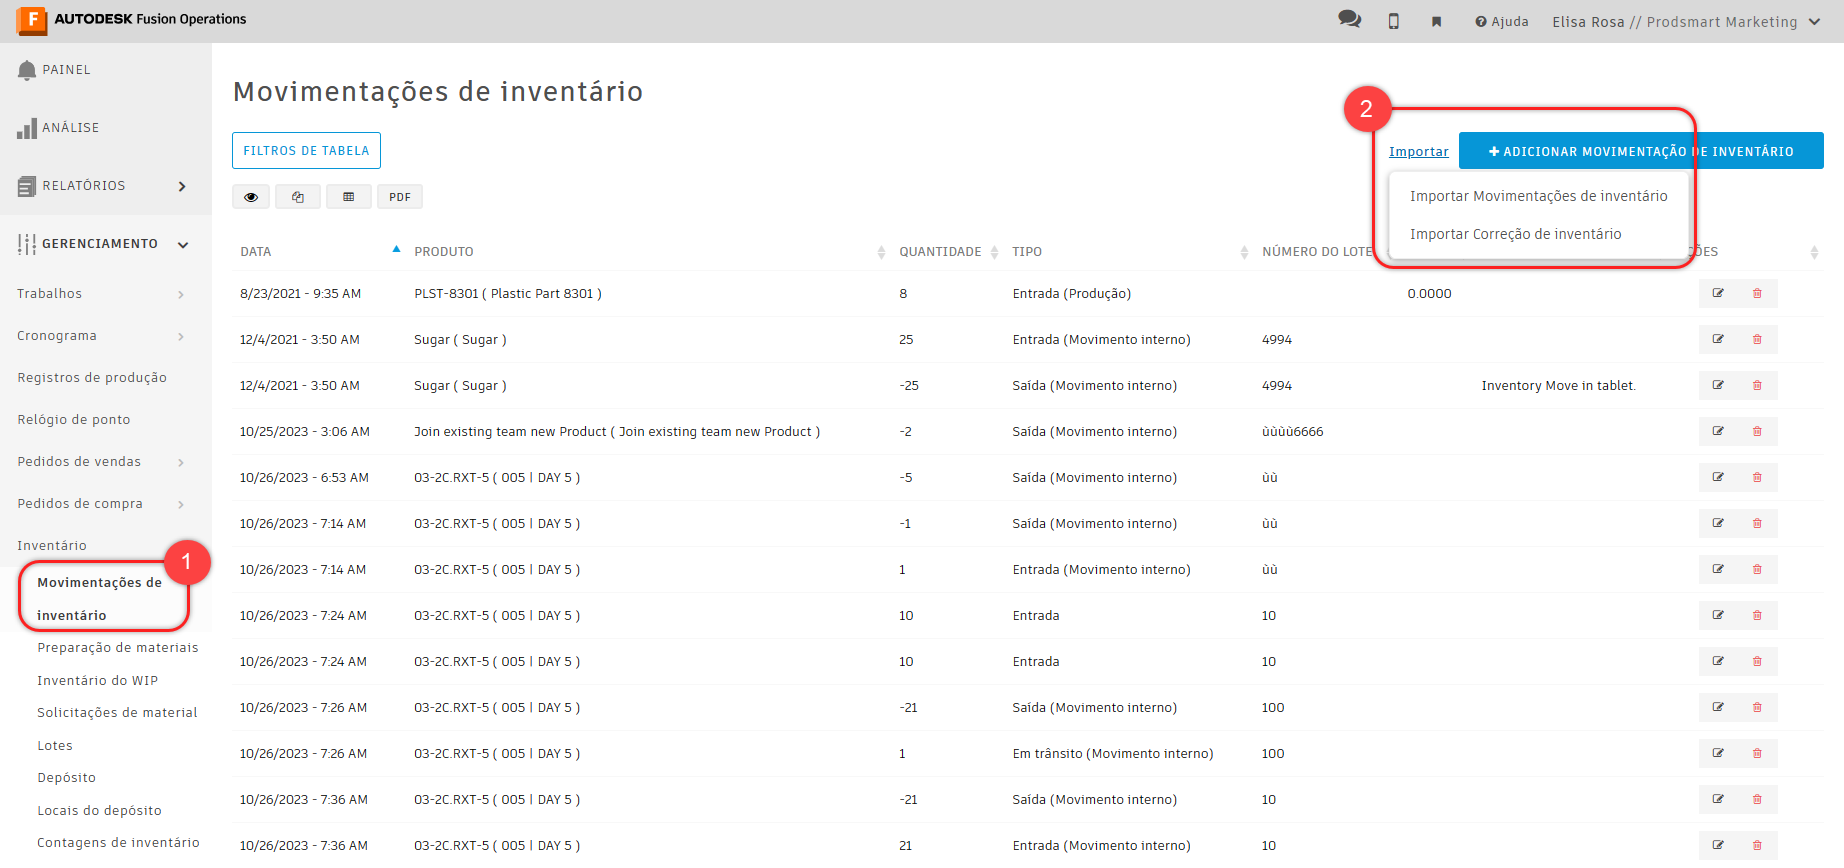 F AUTODESK Fusion Operations
Ajuda
Elisa Rosa // Prodsmart Marketing
PAINEL
ANÁLISE
RELATÓRIOS
GERENCIAMENTO
Trabalhos
Cronograma
Registros de produção
Relógio de ponto
Pedidos de vendas
Pedidos de compra
Inventário
1
Movimentações de
inventário
Preparação de materiais
Inventário do WIP
Solicitações de material
Lotes
Depósito
Locais do depósito
Contagens de inventário
Movimentações de inventário
FILTROS DE TABELA
PDF
2
Importar
+ ADICIONAR MOVIMENTAÇÃO DE INVENTÁRIO
Importar Movimentações de inventário
Importar Correção de inventário
DATA PRODUTO QUANTIDADE TIPO NÚMERO DO LOTE ÇÕES
8/23/2021 - 9:35 AM PLST-8301 ( Plastic Part 8301 ) 8 Entrada (Produção) 0.0000
12/4/2021 - 3:50 AM Sugar ( Sugar ) 25 Entrada (Movimento interno) 4994
12/4/2021 - 3:50 AM Sugar ( Sugar ) -25 Saída (Movimento interno) 4994 Inventory Move in tablet.
10/25/2023 - 3:06 AM Join existing team new Product ( Join existing team new Product ) -2 Saída (Movimento interno) ùùùù6666
10/26/2023 - 6:53 AM 03-2C.RXT-5 ( 005 | DAY 5 ) -5 Saída (Movimento interno) ùù
10/26/2023 - 7:14 AM 03-2C.RXT-5 ( 005 | DAY 5 ) -1 Saída (Movimento interno) ùù
10/26/2023 - 7:14 AM 03-2C.RXT-5 ( 005 | DAY 5 ) 1 Entrada (Movimento interno) ùù
10/26/2023 - 7:24 AM 03-2C.RXT-5 ( 005 | DAY 5 ) 10 Entrada 10
10/26/2023 - 7:24 AM 03-2C.RXT-5 ( 005 | DAY 5 ) 10 Entrada 10
10/26/2023 - 7:26 AM 03-2C.RXT-5 ( 005 | DAY 5 ) -21 Saída (Movimento interno) 100
10/26/2023 - 7:26 AM 03-2C.RXT-5 ( 005 | DAY 5 ) 1 Em trânsito (Movimento interno) 100
10/26/2023 - 7:36 AM 03-2C.RXT-5 ( 005 | DAY 5 ) -21 Saída (Movimento interno) 10
10/26/2023 - 7:36 AM 03-2C.RXT-5 ( 005 | DAY 5 ) 21 Entrada (Movimento interno) 10